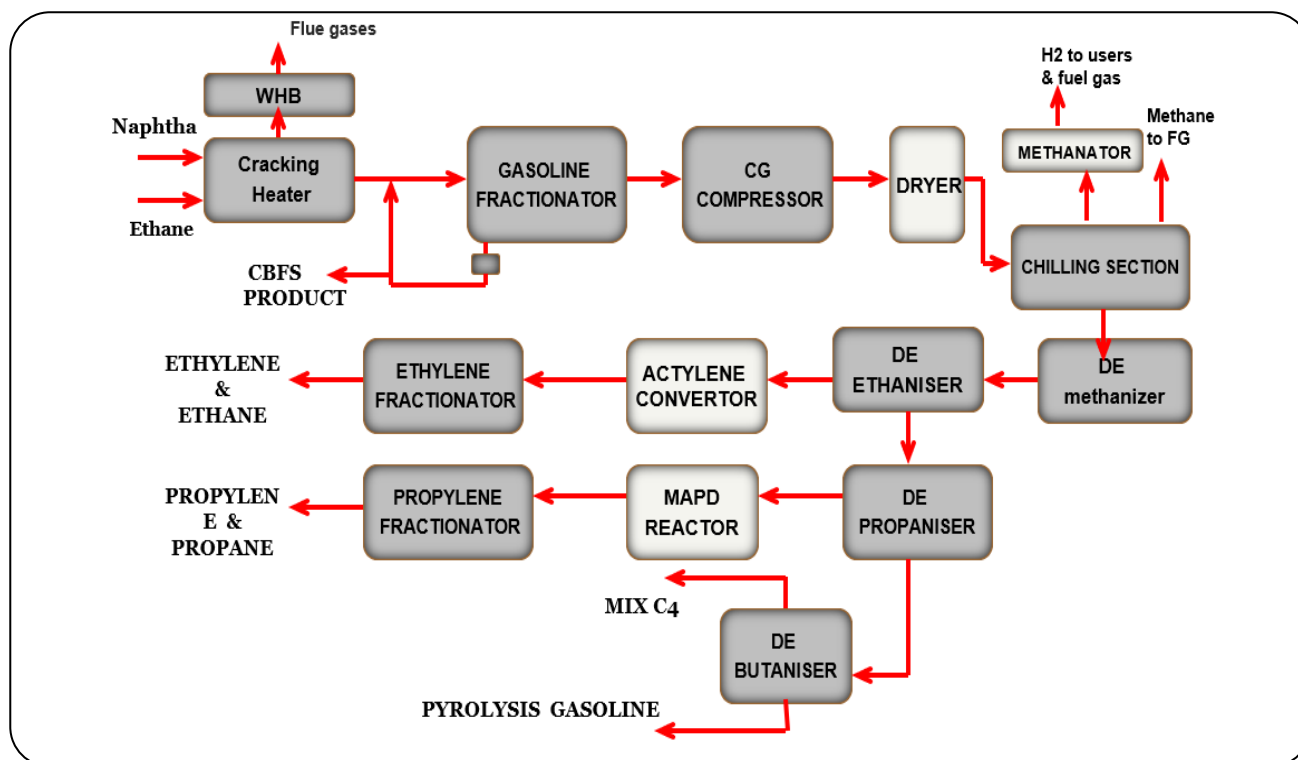 Flue gases
WHB
Naphtha
Cracking
Heater
Ethane
GASOLINE
FRACTIONATOR
CG
COMPRESSOR
DRYER
H2 to users
& fuel gas
Methane
to FG
METHANATOR
CHILLING SECTION
CBFS
PRODUCT
ETHYLENE
&
ETHANE
ETHYLENE
FRACTIONATOR
ACTYLENE
CONVERTOR
DE
ETHANISER
DE
methanizer
PROPYLEN
E &
PROPANE
PROPYLENE
FRACTIONATOR
MAPD
REACTOR
DE
PROPANISER
MIX C4
DE
BUTANISER
PYROLYSIS GASOLINE